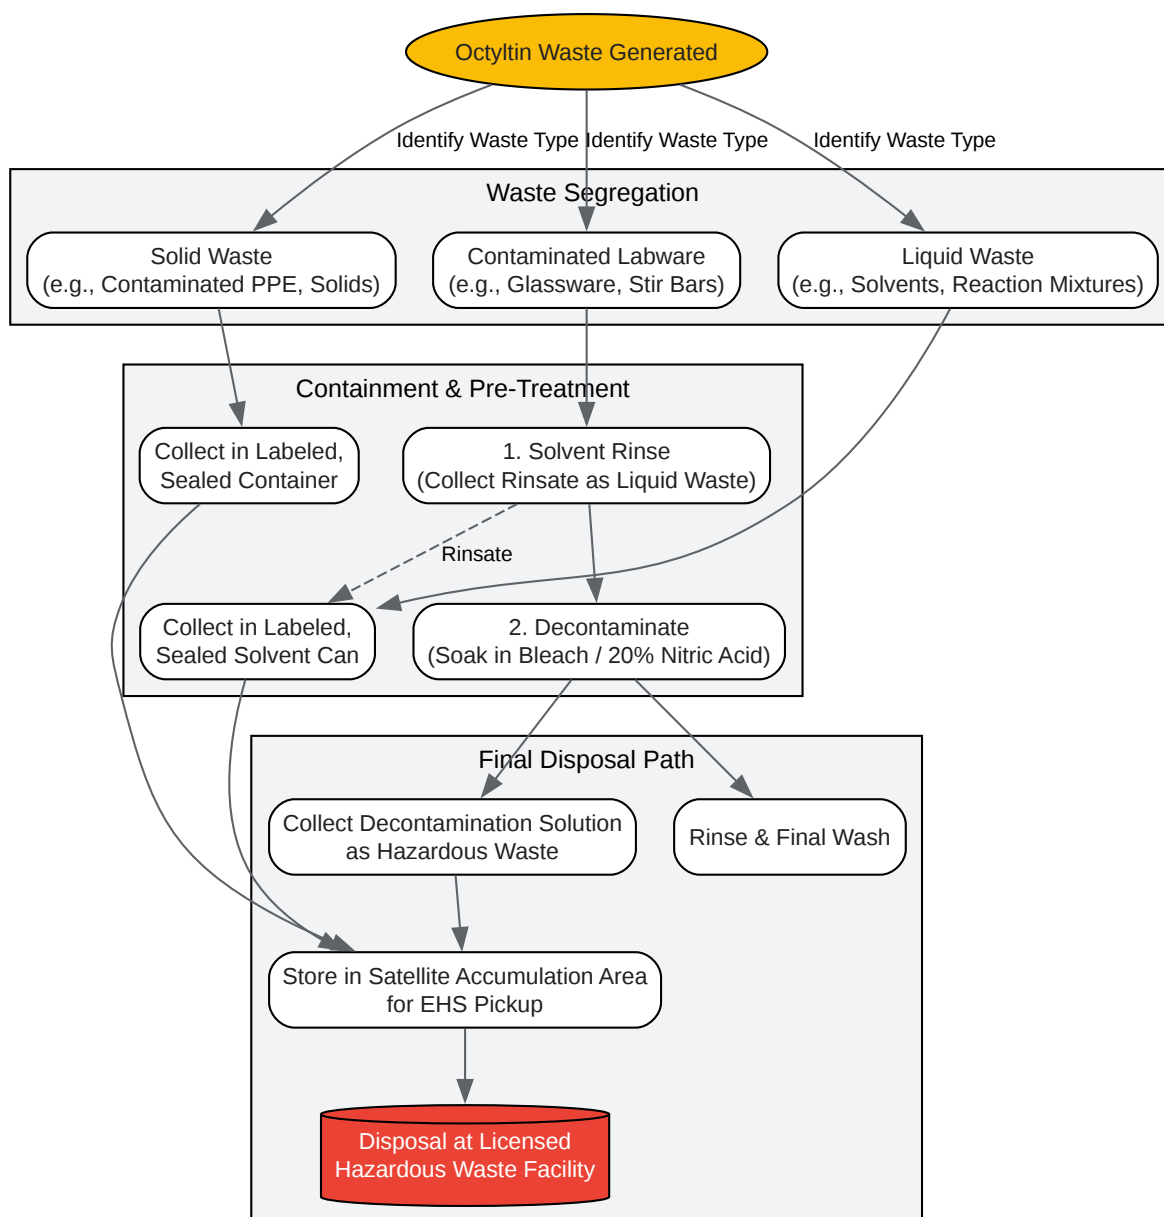 Octyltin Waste Generated
Identify Waste Type
Identify Waste Type
Identify Waste Type
Waste Segregation
Solid Waste
(e.g., Contaminated PPE, Solids)
Contaminated Labware
(e.g., Glassware, Stir Bars)
Liquid Waste
(e.g., Solvents, Reaction Mixtures)
Containment & Pre-Treatment
Collect in Labeled,
Sealed Container
1. Solvent Rinse
(Collect Rinsate as Liquid Waste)
Rinsate
Collect in Labeled,
Sealed Solvent Can
2. Decontaminate
(Soak in Bleach / 20% Nitric Acid)
Final Disposal Path
Collect Decontamination Solution
as Hazardous Waste
Rinse & Final Wash
Store in Satellite Accumulation Area
for EHS Pickup
Disposal at Licensed
Hazardous Waste Facility